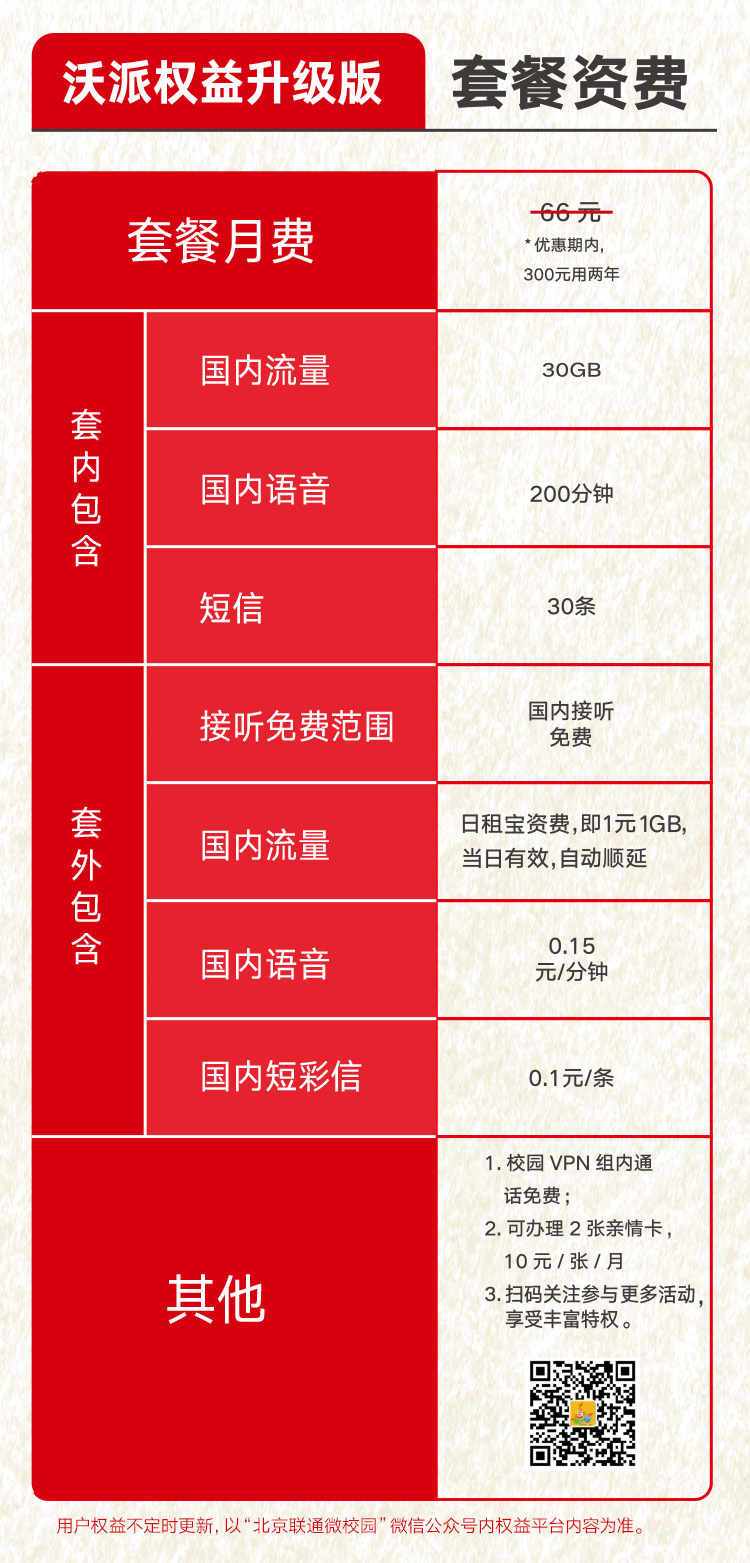 沃派权益升级版
套餐资费
套餐月费
66 元
*优惠期内,
300元用两年
套内包含
国内流量
30GB
国内语音
200分钟
短信
30条
套外包含
接听免费范围
国内接听
免费
国内流量
日租宝资费,即1元1GB,
当日有效,自动顺延
国内语音
0.15
元/分钟
国内短彩信
0.1元/条
其他
1. 校园 VPN 组内通
话免费;
2. 可办理 2 张亲情卡,
10 元 / 张 / 月
3. 扫码关注参与更多活动,
享受丰富特权。
用户权益不定时更新, 以“北京联通微校园”微信公众号内权益平台内容为准。